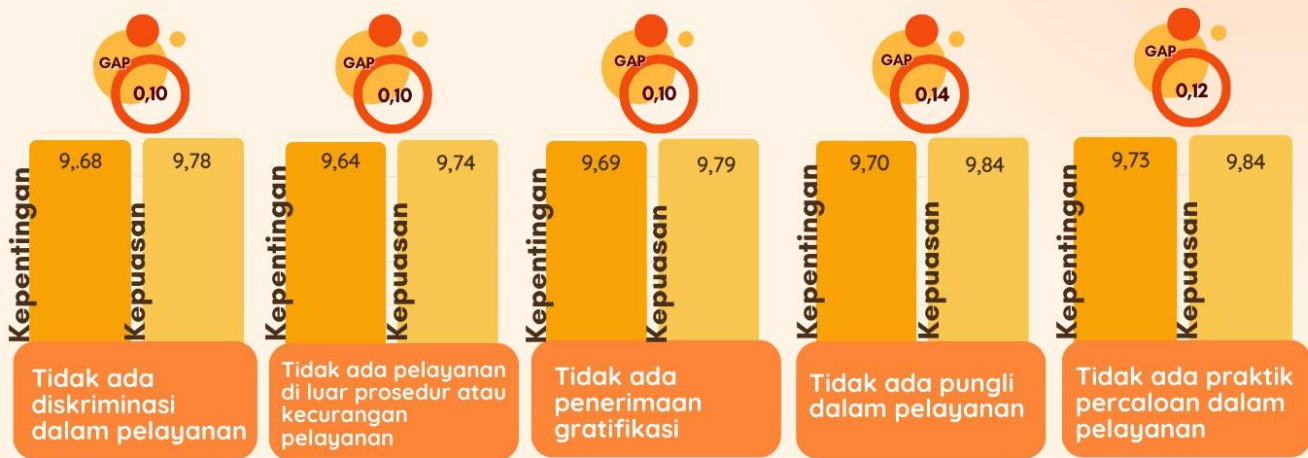 GAP
0,10
9,.68
9,78
Kepentingan
Kepuasan
Tidak ada
diskriminasi
dalam pelayanan
GAP
0,10
9,64
9,74
Kepentingan
Kepuasan
Tidak ada pelayanan
di luar prosedur atau
kecurangan
pelayanan
GAP
0,10
9,69
9,79
Kepentingan
Kepuasan
Tidak ada
penerimaan
gratifikasi
GAP
0,14
9,70
9,84
Kepentingan
Kepuasan
Tidak ada pungli
dalam pelayanan
GAP
0,12
9,73
9,84
Kepentingan
Kepuasan
Tidak ada praktik
percaloan dalam
pelayanan